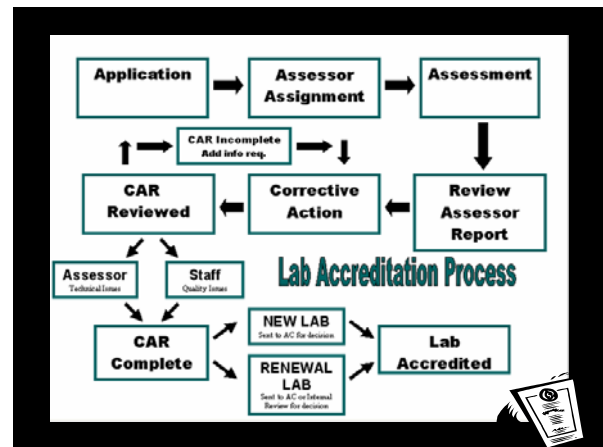 Application
Assessor
Assignment
Assessment
CAR Incomplete
Add info req.
CAR
Reviewed
Corrective
Action
Review
Assessor
Report
Assessor
Technical Issues
Staff
Quality Issues
Lab Accreditation Process
CAR
Complete
NEW LAB
Sent to AC for decision
RENEWAL
LAB
Sent to AC or Internal
Review for decision
Lab
Accredited